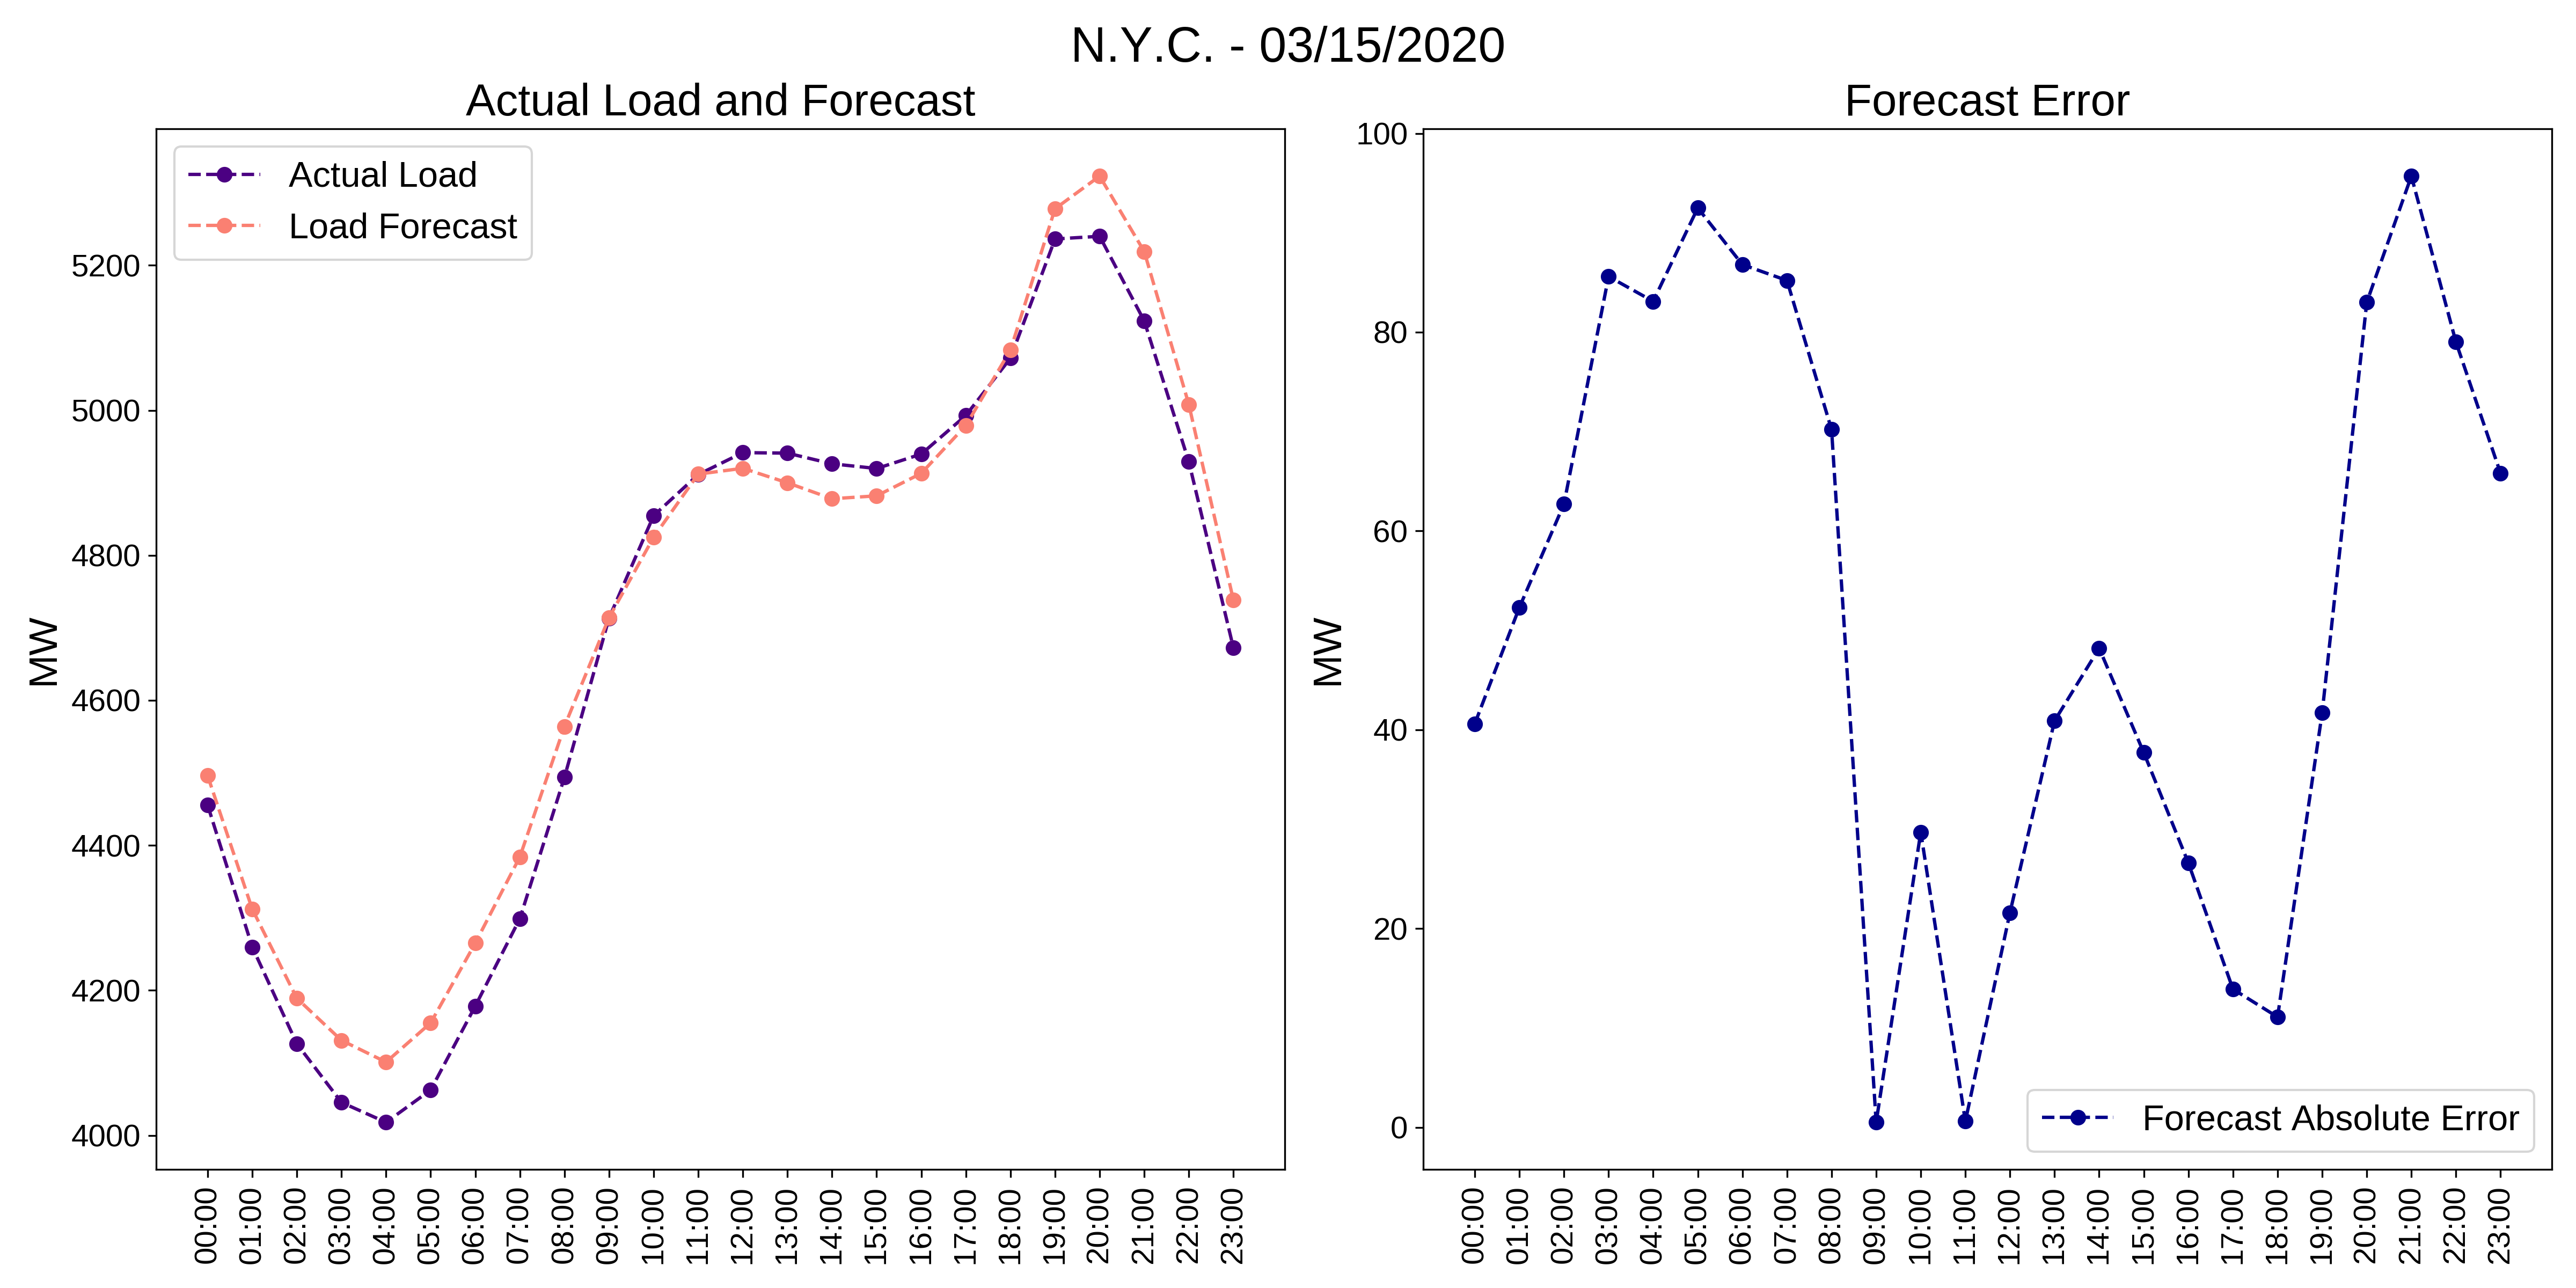 N.Y.C. - 03/15/2020
Actual Load and Forecast
Actual Load
Load Forecast
MW
5200
5000
4800
4600
4400
4200
4000
00:00 01:00 02:00 03:00 04:00 05:00 06:00 07:00 08:00 09:00 10:00 11:00 12:00 13:00 14:00 15:00 16:00 17:00 18:00 19:00 20:00 21:00 22:00 23:00
Forecast Error
MW
100
80
60
40
20
0
Forecast Absolute Error
00:00 01:00 02:00 03:00 04:00 05:00 06:00 07:00 08:00 09:00 10:00 11:00 12:00 13:00 14:00 15:00 16:00 17:00 18:00 19:00 20:00 21:00 22:00 23:00